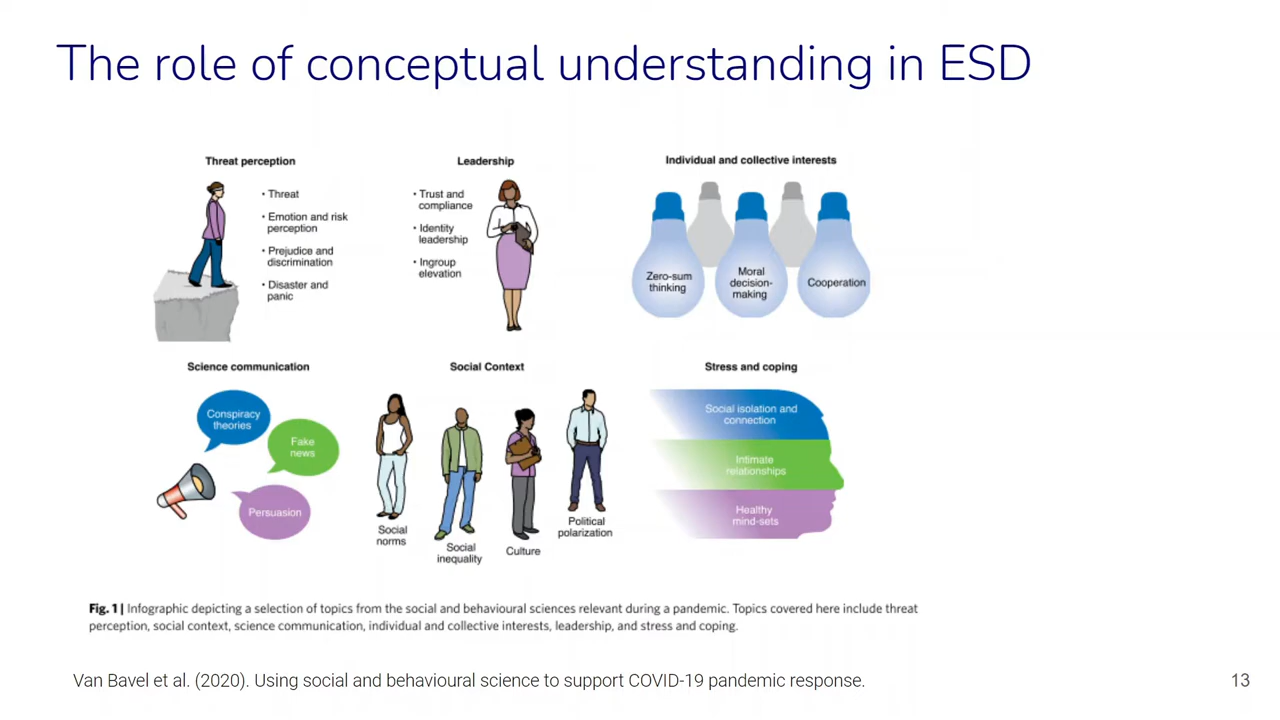 The role of conceptual understanding in ESD
Threat perception
• Threat
• Emotion and risk
perception
• Prejudice and
discrimination
• Disaster and
panic
Leadership
• Trust and
compliance
• Identity
leadership
• Ingroup
elevation
Individual and collective interests
Zero-sum
thinking
Moral
decision-
making
Cooperation
Science communication
Conspiracy
theories
Fake
news
Persuasion
Social Context
Social
norms
Social
inequality
Culture
Political
polarization
Stress and coping
Social isolation and
connection
Intimate
relationships
Healthy
mind-sets
Fig. 1 | Infographic depicting a selection of topics from the social and behavioural sciences relevant during a pandemic. Topics covered here include threat
perception, social context, science communication, individual and collective interests, leadership, and stress and coping.
Van Bavel et al. (2020). Using social and behavioural science to support COVID-19 pandemic response.
13